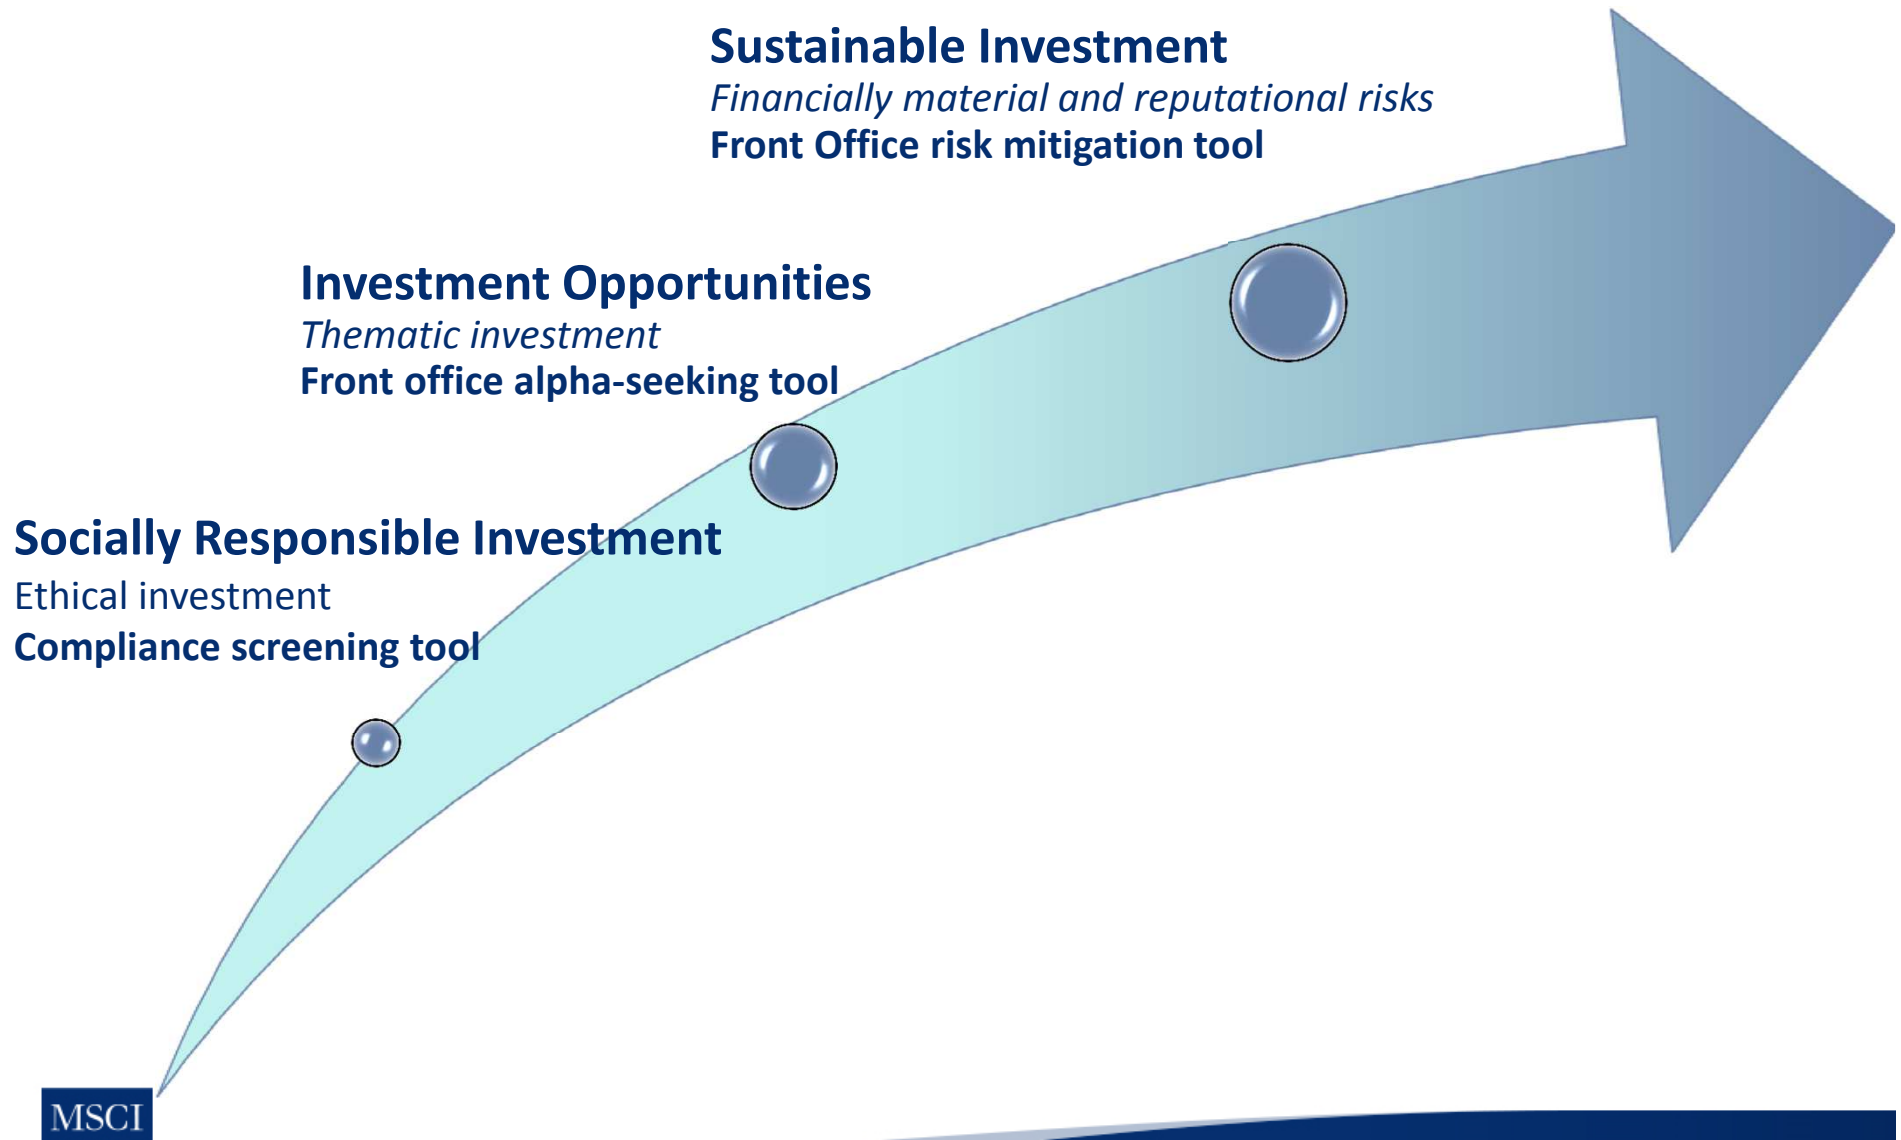 Sustainable Investment
Financially material and reputational risks
Front Office risk mitigation tool
Investment Opportunities
Thematic investment
Front office alpha-seeking tool
Socially Responsible Investment
Ethical investment
Compliance screening tool
MSCI